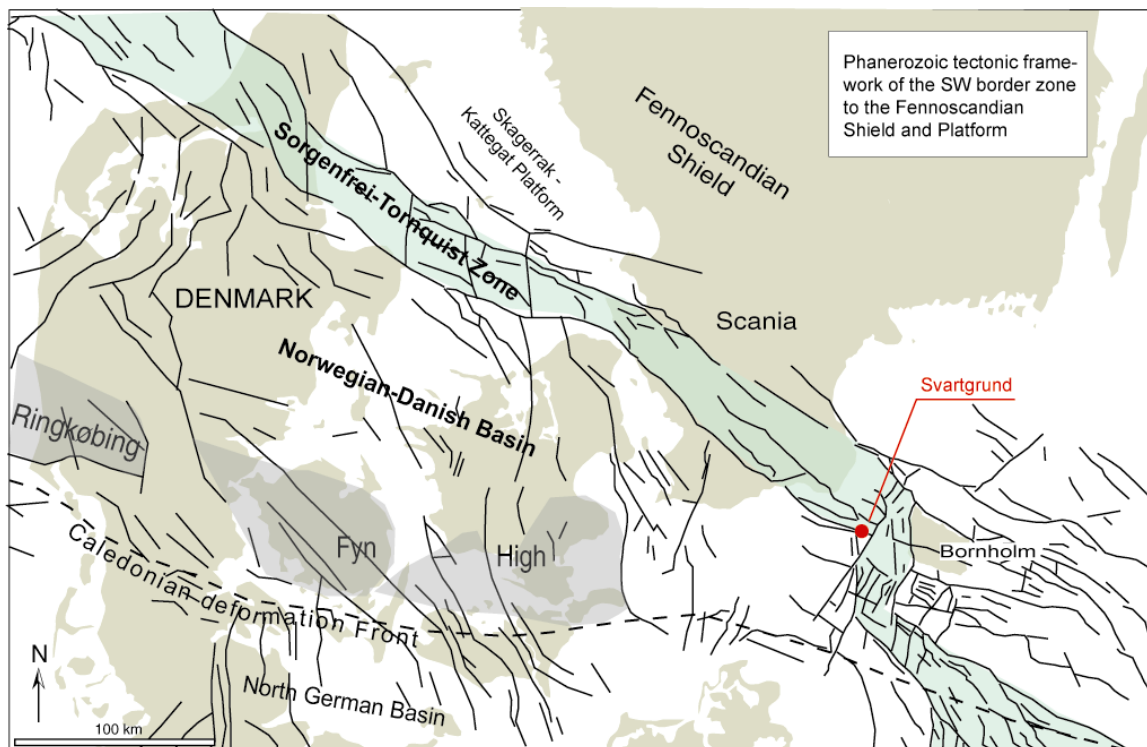 Phanerozoic tectonic frame-
work of the SW border zone
to the Fennoscandian
Shield and Platform
Fennoscandian
Shield
Skagerrak -
Kattegat Platform
Sorgenfrei-Tornquist Zone
DENMARK
Scania
Norwegian-Danish Basin
Svartgrund
Ringkøbing
Fyn
High
Bornholm
Caledonian deformation Front
North German Basin
N
100 km